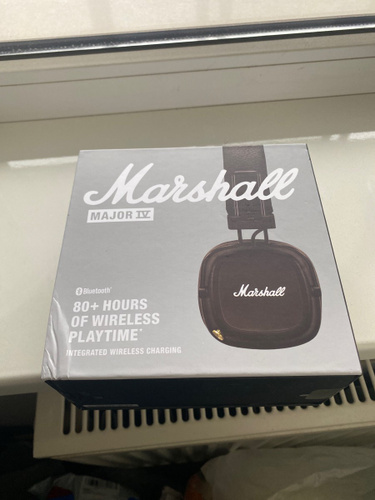 Marshall
MAJOR IV
Bluetooth®
80+ HOURS
OF WIRELESS
PLAYTIME*
INTEGRATED WIRELESS CHARGING
Marshall